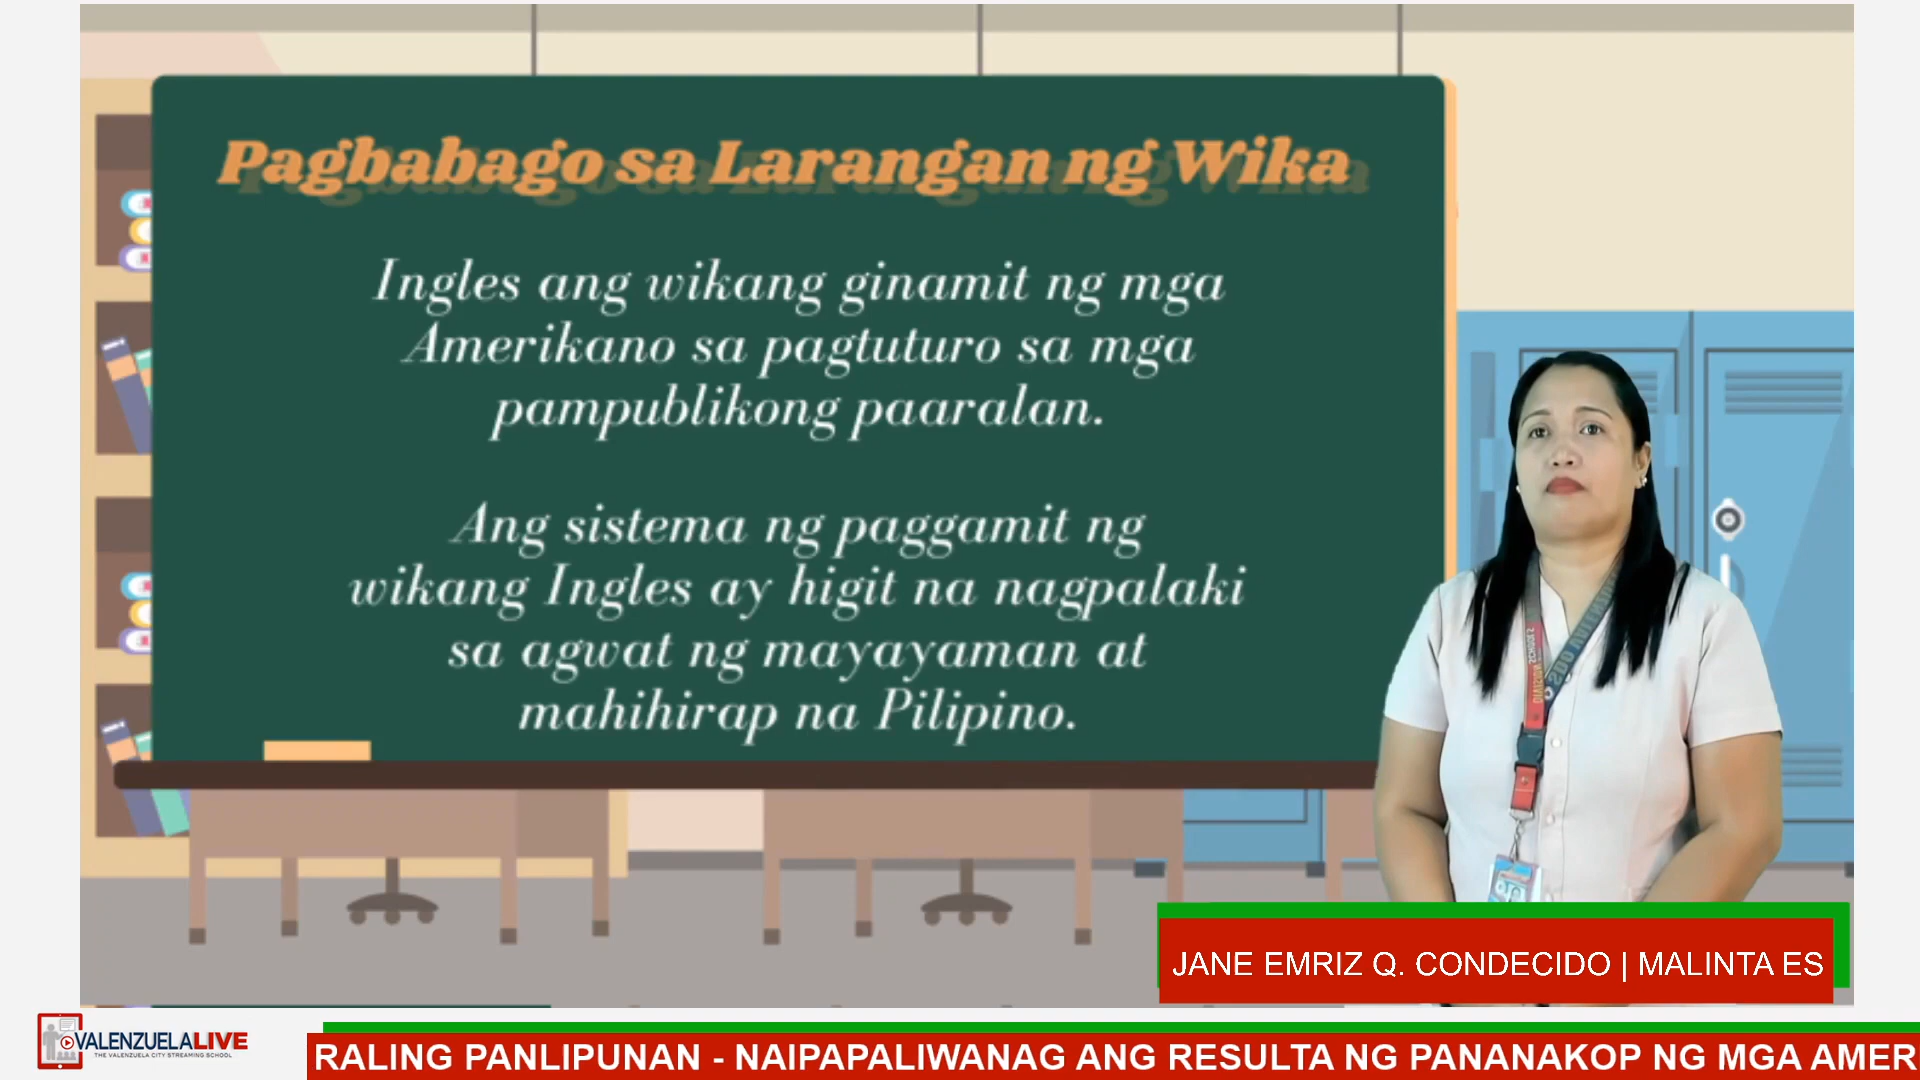 Pagbabago sa Larangan ng Wika
Ingles ang wikang ginamit ng mga
Amerikano sa pagtuturo sa mga
pampublikong paaralan.
Ang sistema ng paggamit ng
wikang Ingles ay higit na nagpalaki
sa agwat ng mayayaman at
mahihirap na Pilipino.
JANE EMRIZ Q. CONDECIDO | MALINTA ES
VALENZUELALIVE
THE VALENZUELA CITY STREAMING SCHOOL
RALING PANLIPUNAN - NAIPAPALIWANAG ANG RESULTA NG PANANAKOP NG MGA AMER